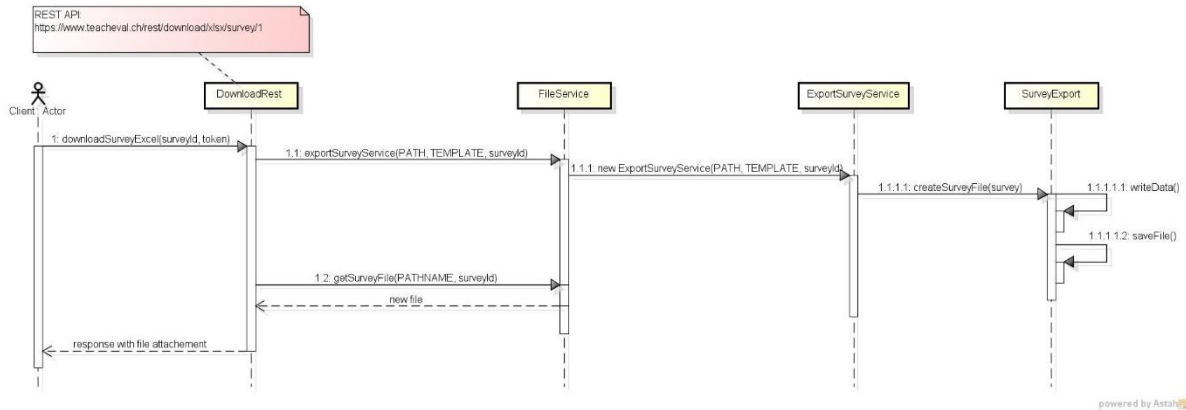 REST API:
https://www.teacheval.ch/rest/download/xlsx/survey/1
Client : Actor
DownloadRest
FileService
ExportSurveyService
SurveyExport
1: downloadSurveyExcel(surveyId, token)
1.1: exportSurveyService(PATH, TEMPLATE, surveyId)
1.1.1: new ExportSurveyService(PATH, TEMPLATE, surveyId)
1.1.1.1: createSurveyFile(survey)
1.1.1.1.1: writeData()
1.1.1.1.2: saveFile()
1.2: getSurveyFile(PATHNAME, surveyId)
new file
response with file attachement
powered by Astah